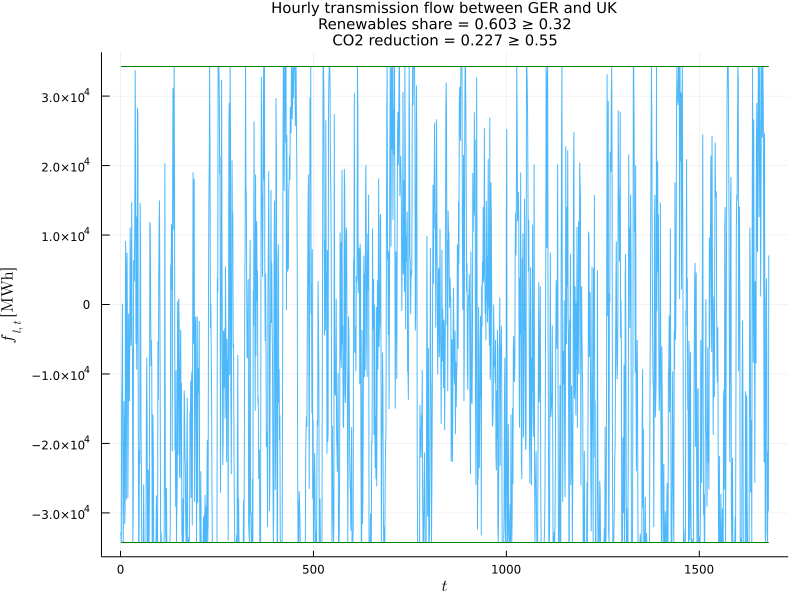 Hourly transmission flow between GER and UK
Renewables share = 0.603 ≥ 0.32
CO2 reduction = 0.227 ≥ 0.55
3.0×10⁴
2.0×10⁴
1.0×10⁴
0
−1.0×10⁴
−2.0×10⁴
−3.0×10⁴
f l,t [MWh]
0 500 1000 1500
t